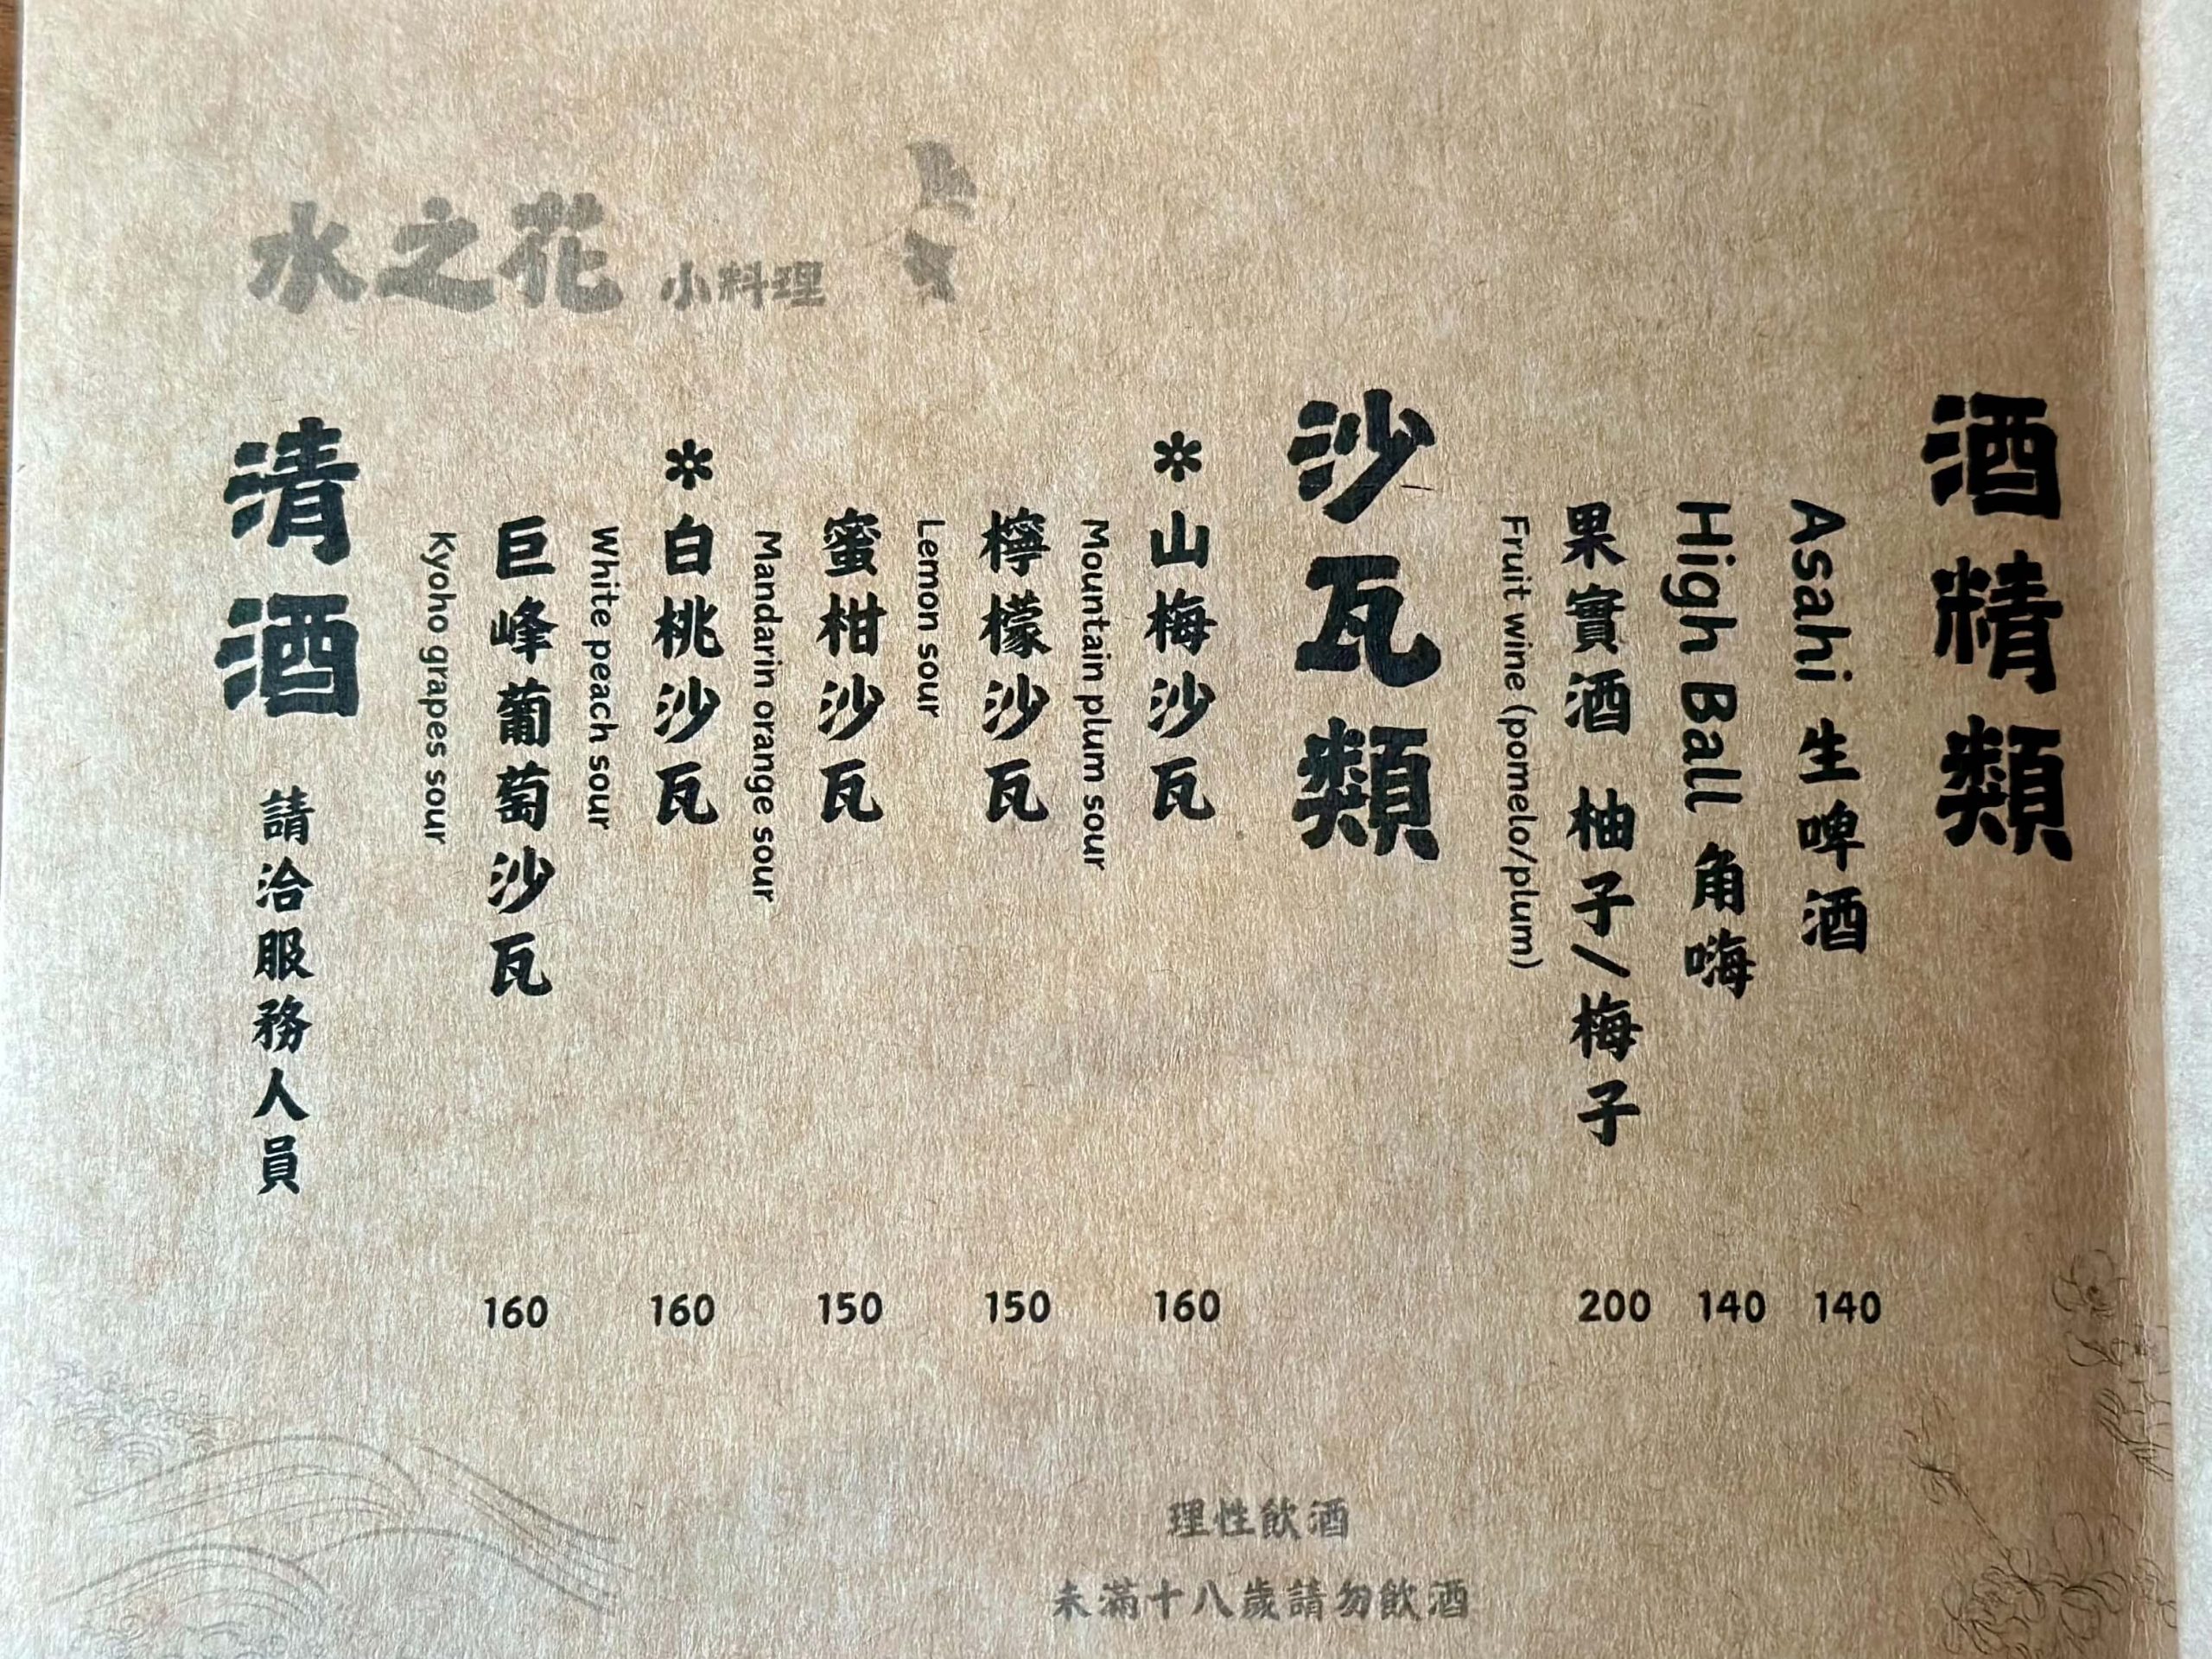 水之花 小料理
酒精類
Asahi 生啤酒 140
High Ball 角嗨 140
果實酒 柚子/梅子 200
Fruit wine (pomelo/plum)
沙瓦類
*山梅沙瓦 160
Mountain plum sour
檸檬沙瓦 150
Lemon sour
蜜柑沙瓦 150
Mandarin orange sour
*白桃沙瓦 160
White peach sour
巨峰葡萄沙瓦 160
Kyoho grapes sour
清酒 請洽服務人員
理性飲酒
未滿十八歲請勿飲酒